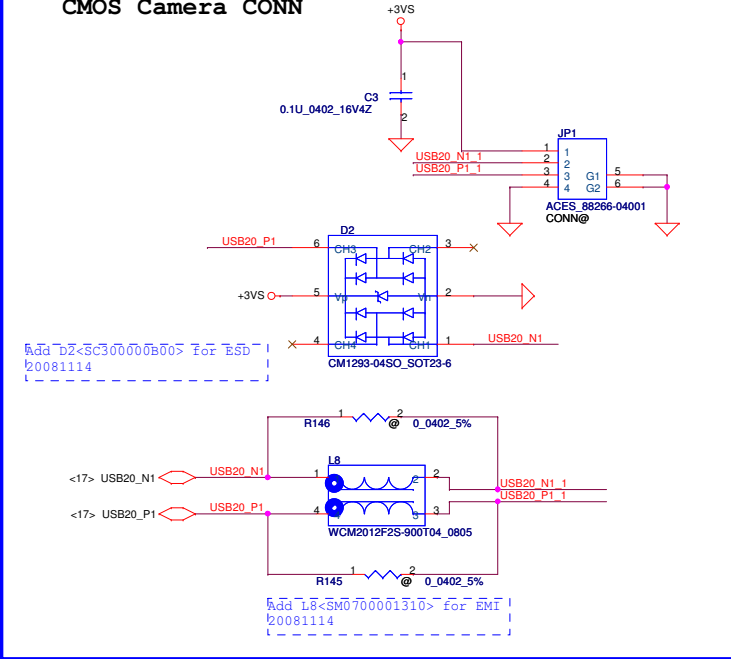 CMOS Camera CONN
+3VS
1
C3
0.1U_0402_16V4Z
2
JP1
1 1
USB20_N1_1 2 2
USB20_P1_1 3 3 G1 5
4 4 G2 6
ACES_88266-04001
CONN@
D2
USB20_P1 6 CH3 CH2 3
+3VS 5 Vp Vn 2
4 CH4 CH1 1 USB20_N1
CM1293-04SO_SOT23-6
Add D2<SC300000B00> for ESD
20081114
R146 1 2 @ 0_0402_5%
L8
<17> USB20_N1 USB20_N1 1 2 2 USB20_N1_1
<17> USB20_P1 USB20_P1 4 3 3 USB20_P1_1
WCM2012F2S-900T04_0805
R145 1 2 @ 0_0402_5%
Add L8<SM0700001310> for EMI
20081114